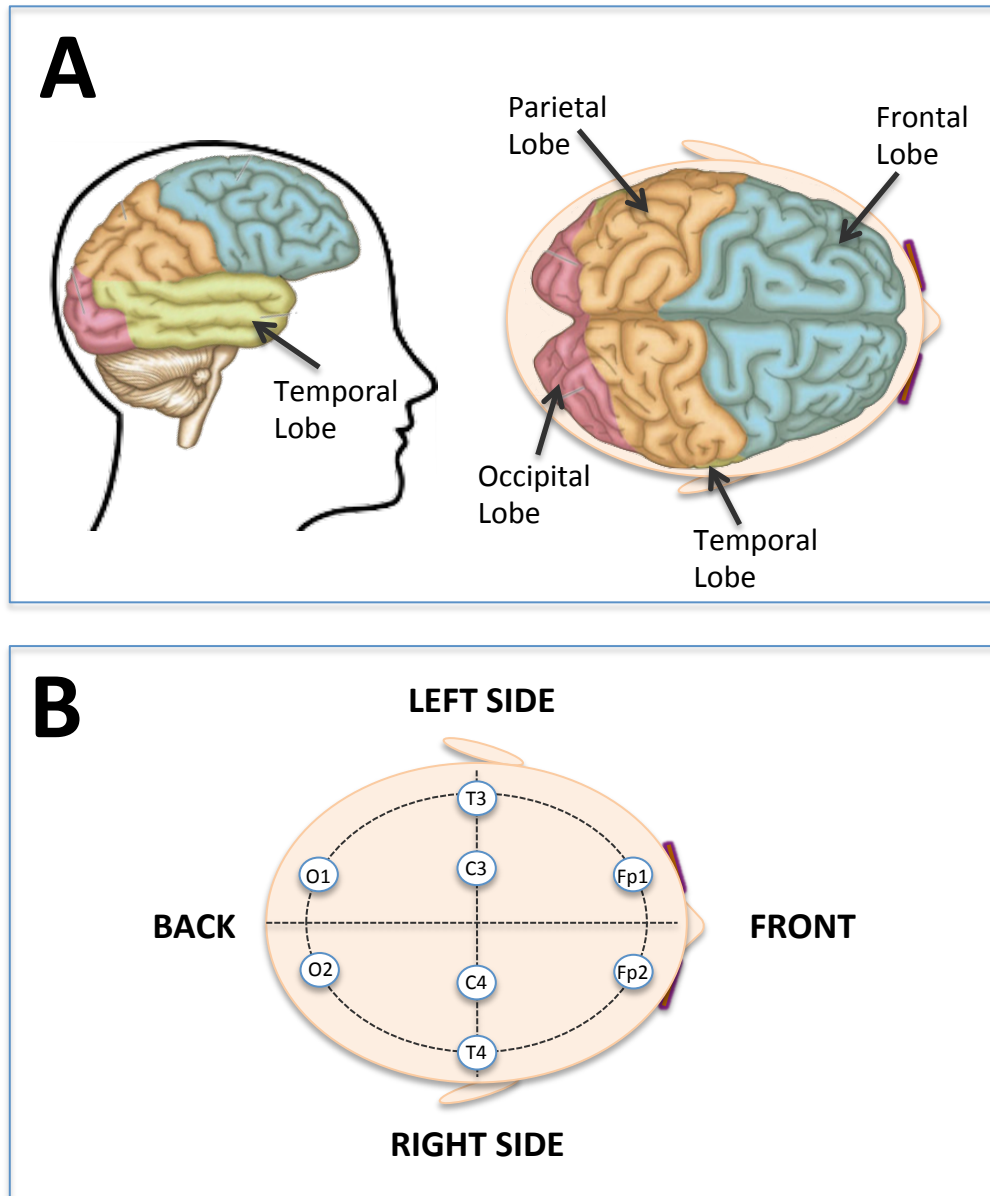 A
Parietal
Lobe
Frontal
Lobe
Temporal
Lobe
Occipital
Lobe
Temporal
Lobe
B
LEFT SIDE
T3
O1
C3
Fp1
BACK
FRONT
O2
C4
Fp2
T4
RIGHT SIDE